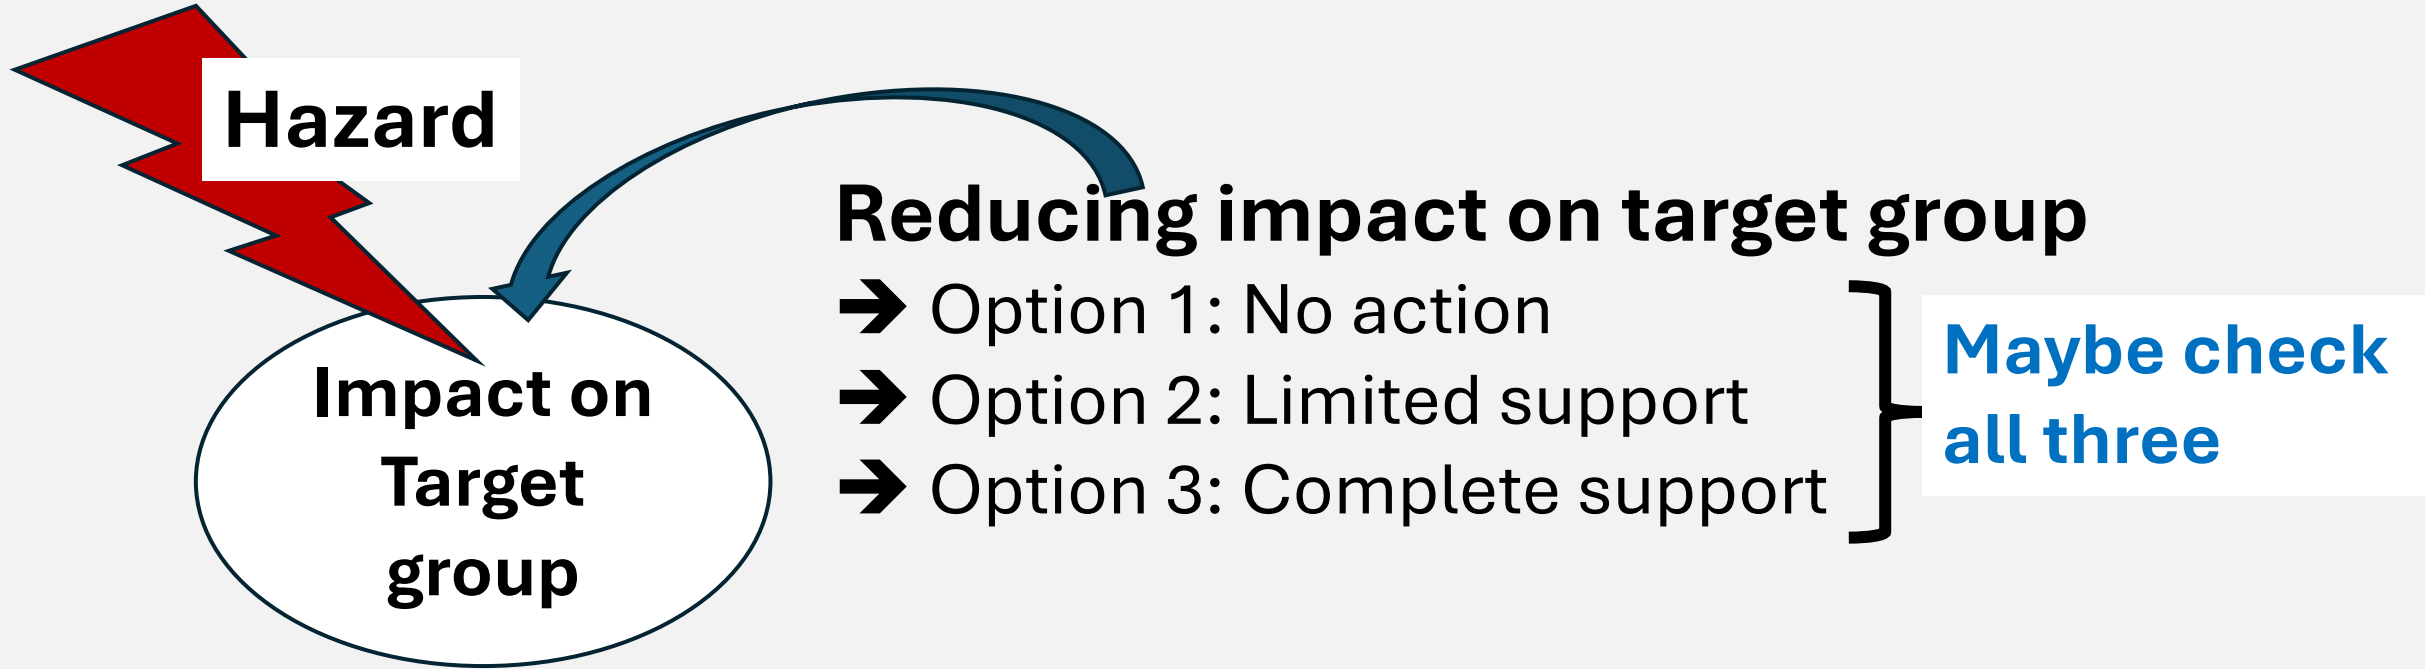 Hazard
Impact on
Target
group
Reducing impact on target group
➔ Option 1: No action
➔ Option 2: Limited support
➔ Option 3: Complete support
Maybe check
all three